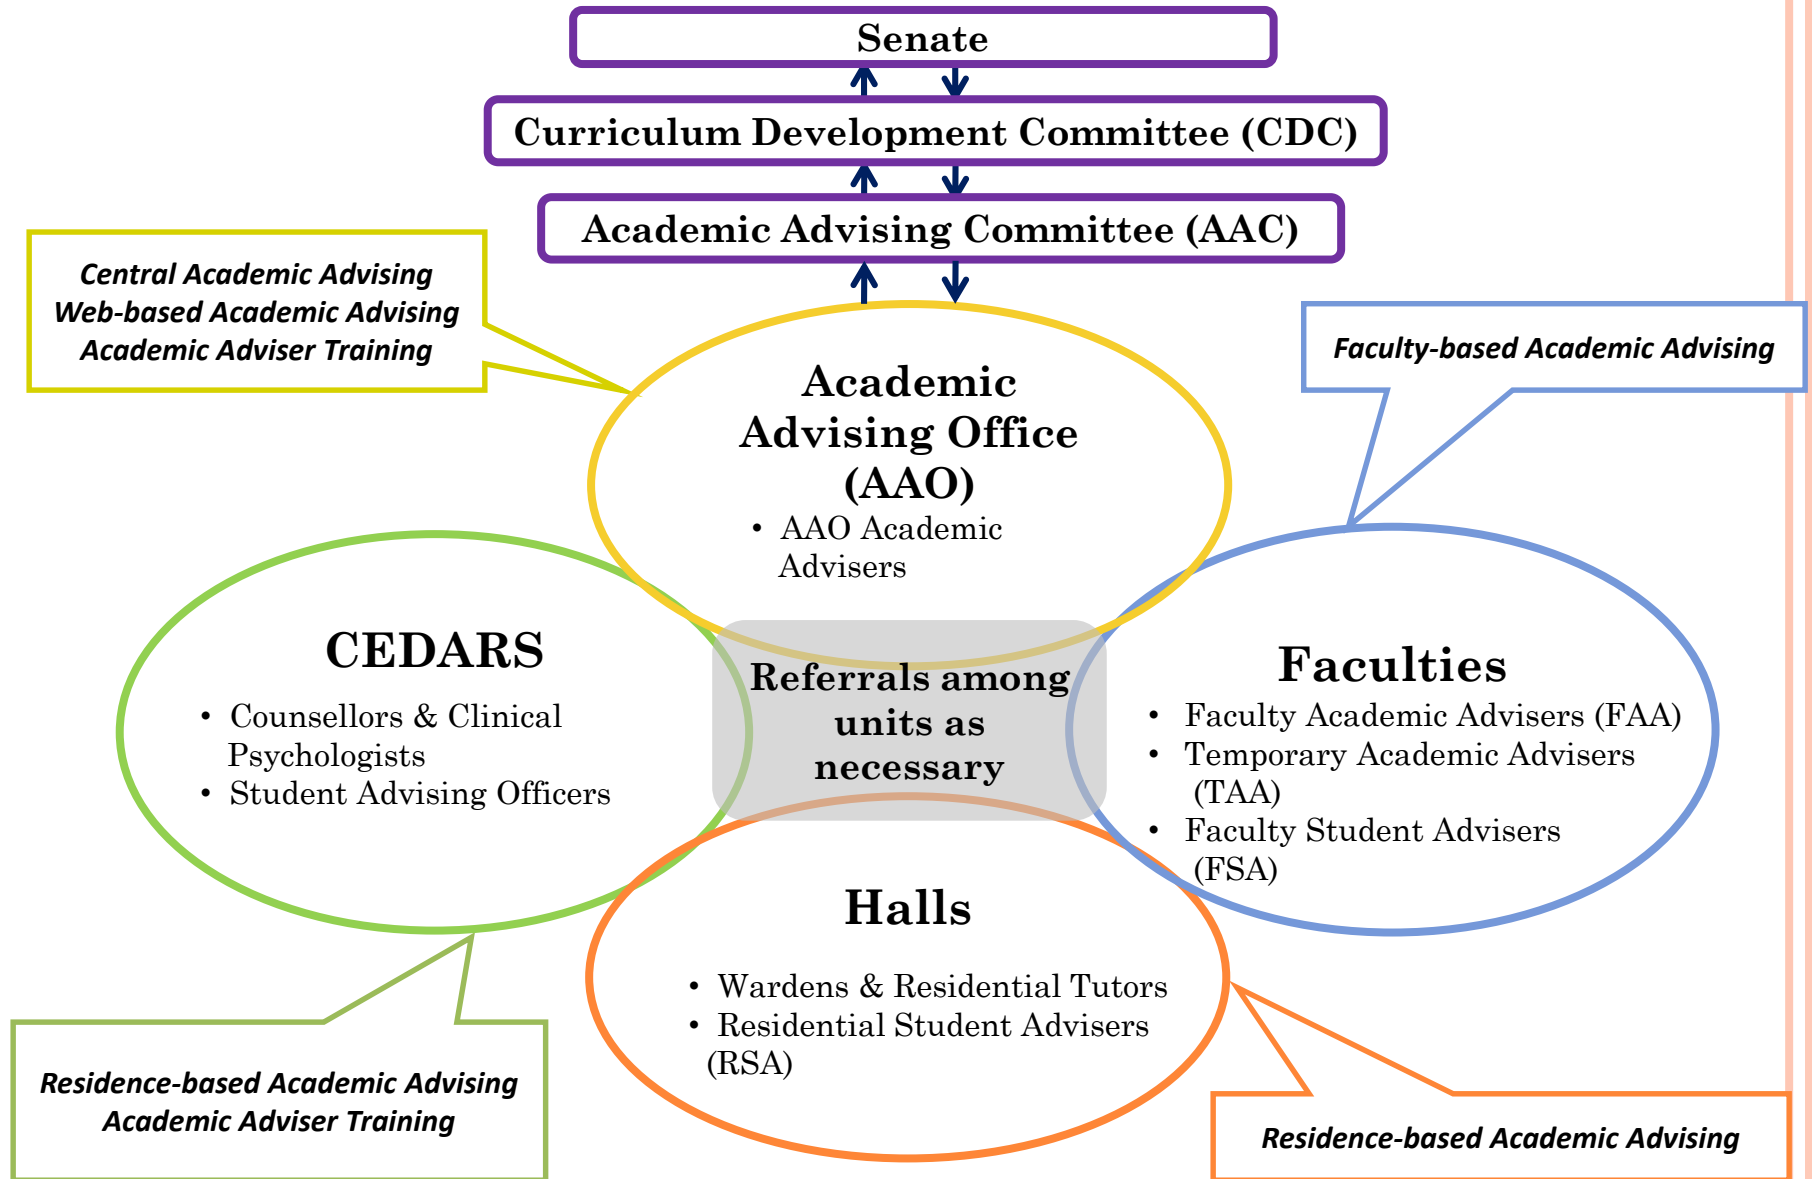 Senate
Curriculum Development Committee (CDC)
Academic Advising Committee (AAC)
Central Academic Advising
Web-based Academic Advising
Academic Adviser Training
Faculty-based Academic Advising
Academic
Advising Office
(AAO)
• AAO Academic
Advisers
CEDARS
• Counsellors & Clinical
Psychologists
• Student Advising Officers
Referrals among
units as
necessary
Faculties
• Faculty Academic Advisers (FAA)
• Temporary Academic Advisers
(TAA)
• Faculty Student Advisers
(FSA)
Halls
• Wardens & Residential Tutors
• Residential Student Advisers
(RSA)
Residence-based Academic Advising
Academic Adviser Training
Residence-based Academic Advising